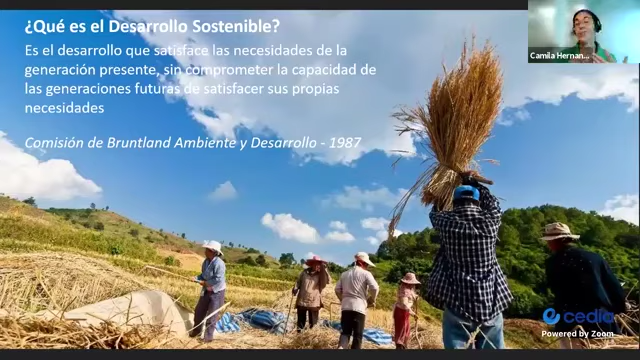 ¿Qué es el Desarrollo Sostenible?
Es el desarrollo que satisface las necesidades de la
generación presente, sin comprometer la capacidad de
las generaciones futuras de satisfacer sus propias
necesidades
Comisión de Bruntland Ambiente y Desarrollo - 1987
Camila Hernan...
cedia
Powered by Zoom